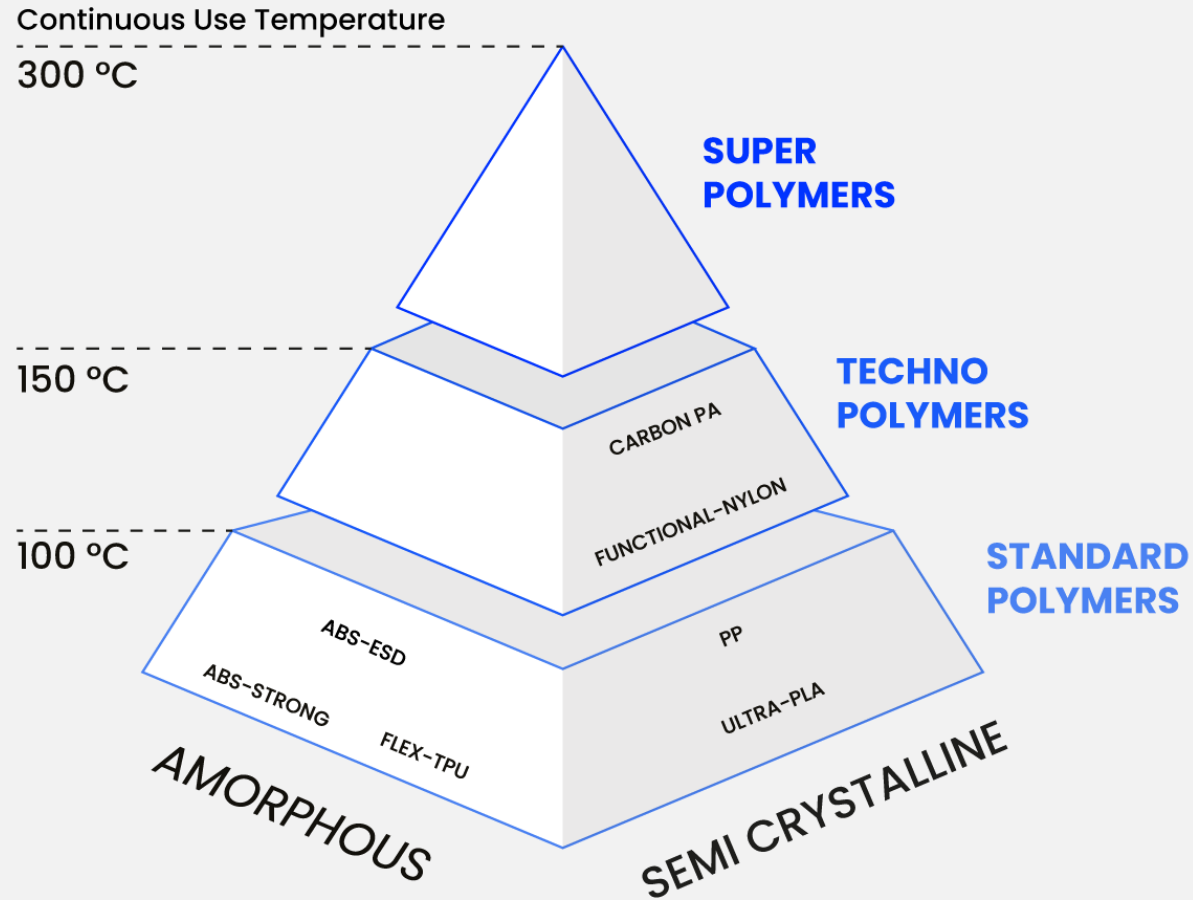 Continuous Use Temperature
300 °C
SUPER
POLYMERS
150 °C
TECHNO
POLYMERS
CARBON PA
FUNCTIONAL-NYLON
100 °C
STANDARD
POLYMERS
ABS-ESD
ABS-STRONG
FLEX-TPU
PP
ULTRA-PLA
AMORPHOUS
SEMI CRYSTALLINE